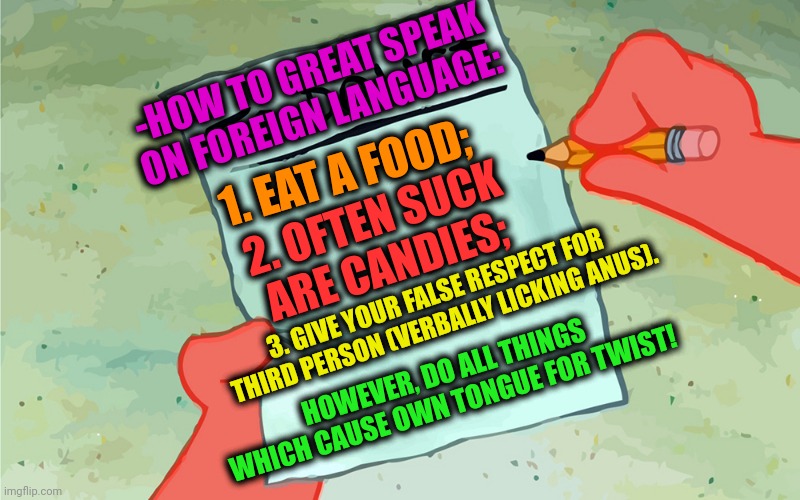 -HOW TO GREAT SPEAK
ON FOREIGN LANGUAGE:
1. EAT A FOOD;
2. OFTEN SUCK
ARE CANDIES;
3. GIVE YOUR FALSE RESPECT FOR
THIRD PERSON (VERBALLY LICKING ANUS).
HOWEVER, DO ALL THINGS
WHICH CAUSE OWN TONGUE FOR TWIST!
imgflip.com